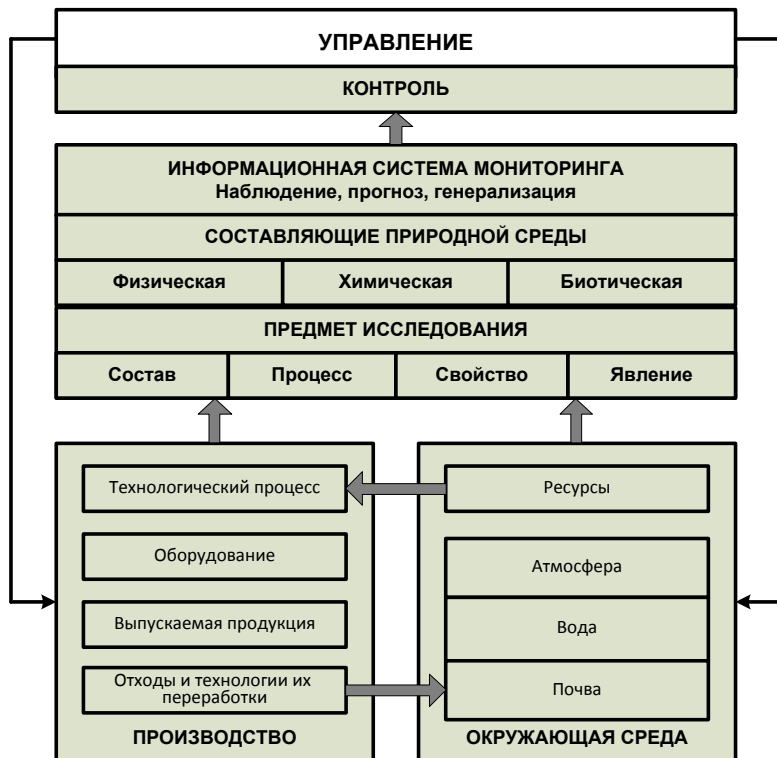 УПРАВЛЕНИЕ
КОНТРОЛЬ
ИНФОРМАЦИОННАЯ СИСТЕМА МОНИТОРИНГА
Наблюдение, прогноз, генерализация
СОСТАВЛЯЮЩИЕ ПРИРОДНОЙ СРЕДЫ
Физическая
Химическая
Биотическая
ПРЕДМЕТ ИССЛЕДОВАНИЯ
Состав
Процесс
Свойство
Явление
Технологический процесс
Оборудование
Выпускаемая продукция
Отходы и технологии их
переработки
ПРОИЗВОДСТВО
Ресурсы
Атмосфера
Вода
Почва
ОКРУЖАЮЩАЯ СРЕДА